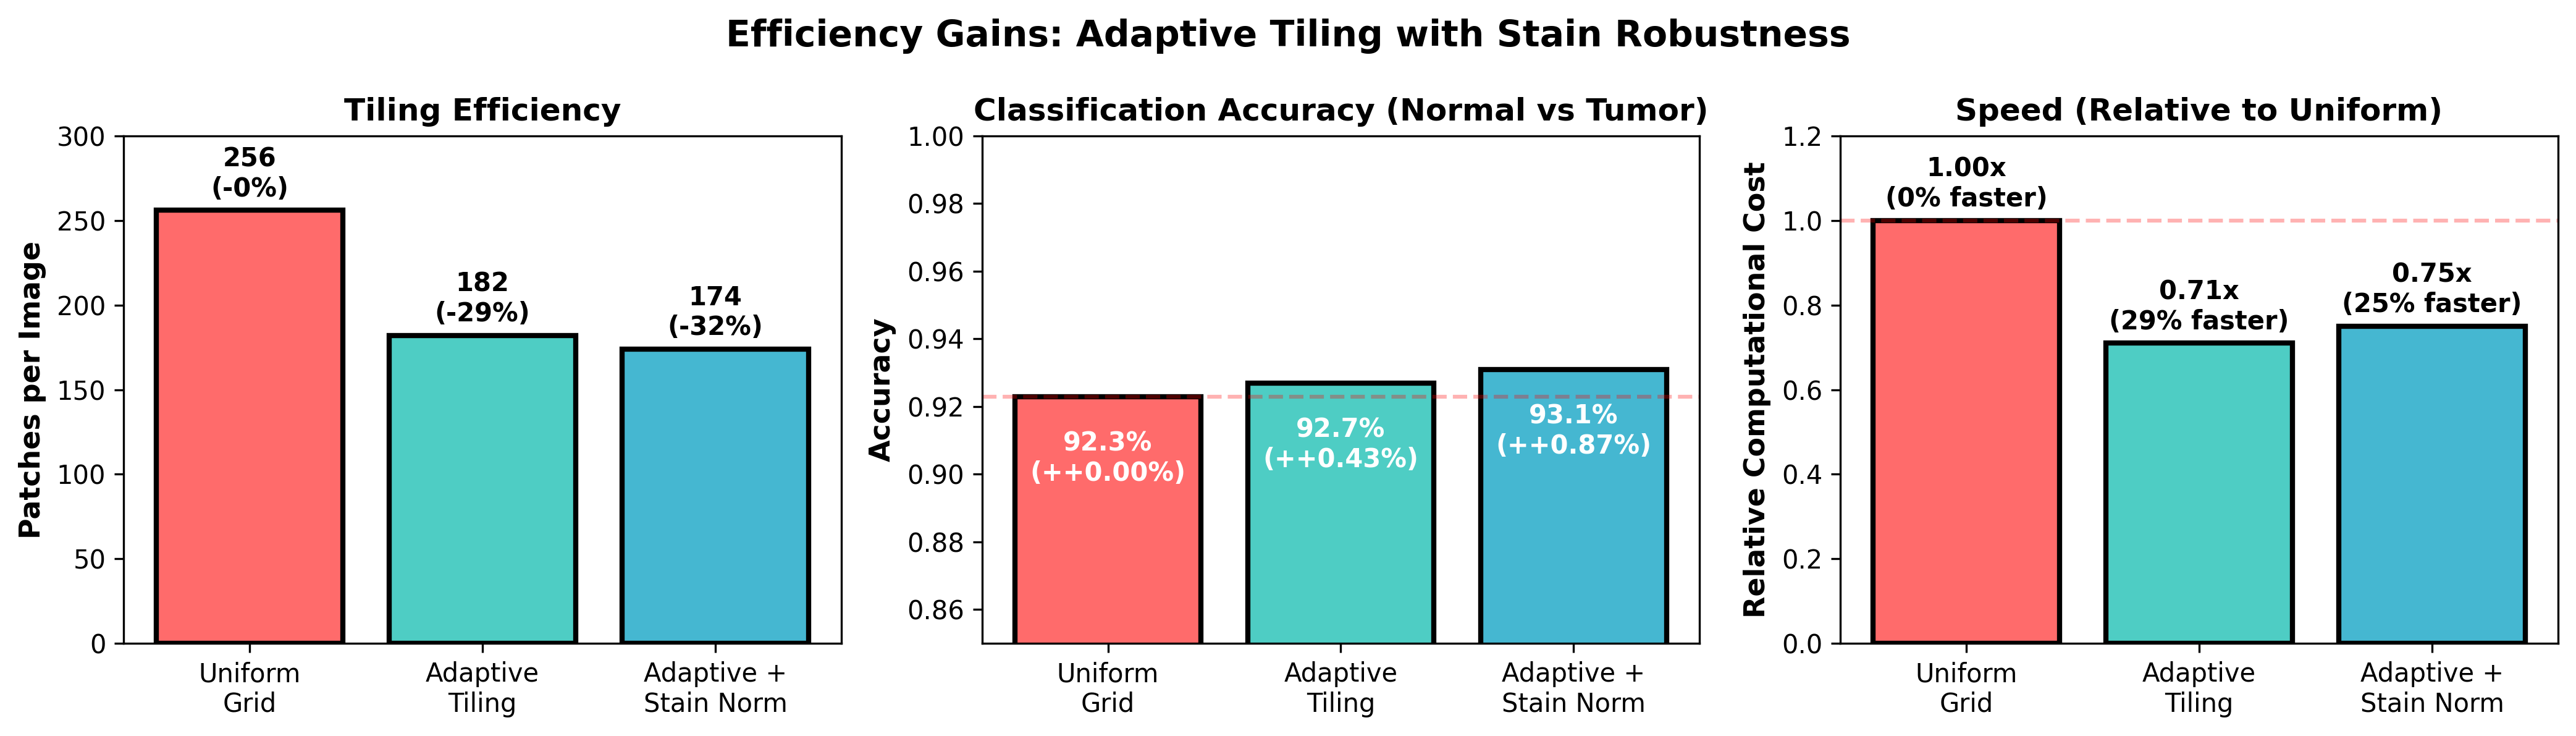 Efficiency Gains: Adaptive Tiling with Stain Robustness
Tiling Efficiency
Patches per Image
300
250
200
150
100
50
0
256
(-0%)
182
(-29%)
174
(-32%)
Uniform
Grid
Adaptive
Tiling
Adaptive +
Stain Norm
Classification Accuracy (Normal vs Tumor)
Accuracy
1.00
0.98
0.96
0.94
0.92
0.90
0.88
0.86
92.3%
(++0.00%)
92.7%
(++0.43%)
93.1%
(++0.87%)
Uniform
Grid
Adaptive
Tiling
Adaptive +
Stain Norm
Speed (Relative to Uniform)
Relative Computational Cost
1.2
1.0
0.8
0.6
0.4
0.2
0.0
1.00x
(0% faster)
0.71x
(29% faster)
0.75x
(25% faster)
Uniform
Grid
Adaptive
Tiling
Adaptive +
Stain Norm